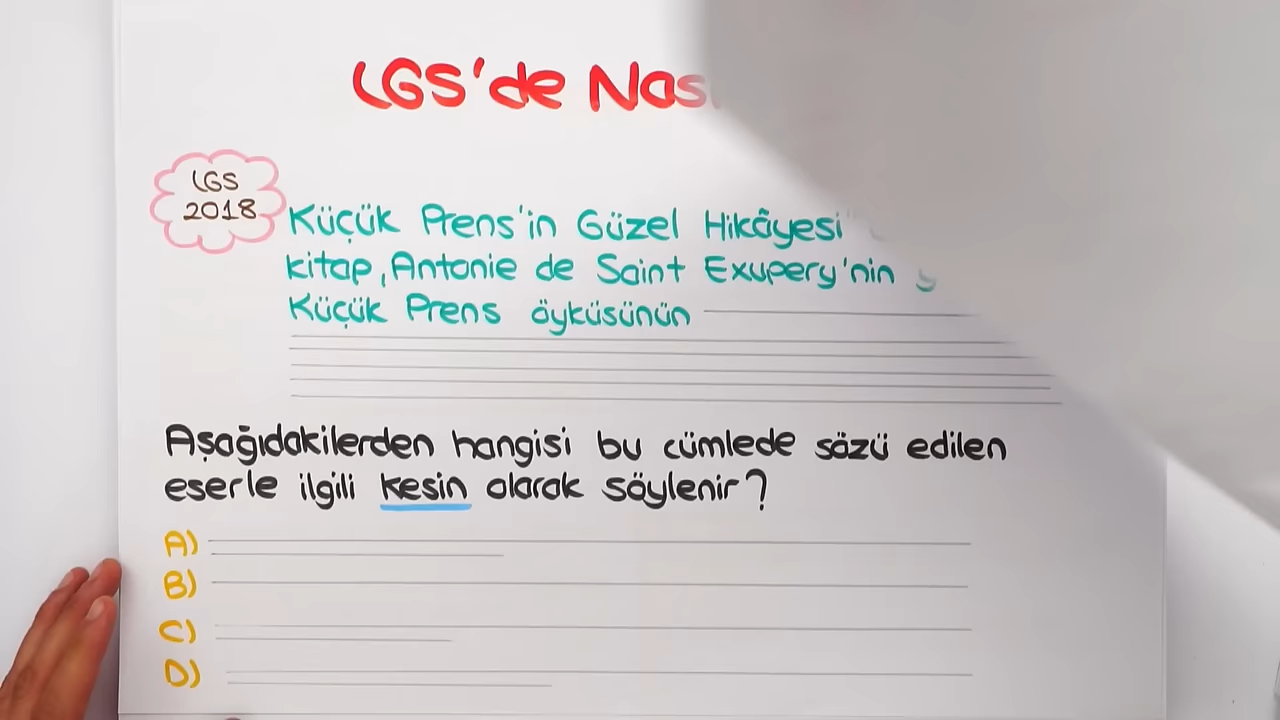 LGS'de
LGS
2018
Küçük Prens'in Güzel Hikâyesi
kitap, Antonie de Saint Exupery'nin
Küçük Prens öyküsünün
Aşağıdakilerden hangisi bu cümlede sözü edilen
eserle ilgili kesin olarak söylenir?
A)
B)
C)
D)